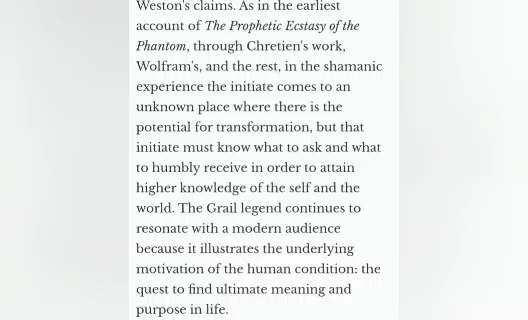 Weston's claims. As in the earliest
account of The Prophetic Ecstasy of the
Phantom, through Chretien's work,
Wolfram's, and the rest, in the shamanic
experience the initiate comes to an
unknown place where there is the
potential for transformation, but that
initiate must know what to ask and what
to humbly receive in order to attain
higher knowledge of the self and the
world. The Grail legend continues to
resonate with a modern audience
because it illustrates the underlying
motivation of the human condition: the
quest to find ultimate meaning and
purpose in life.